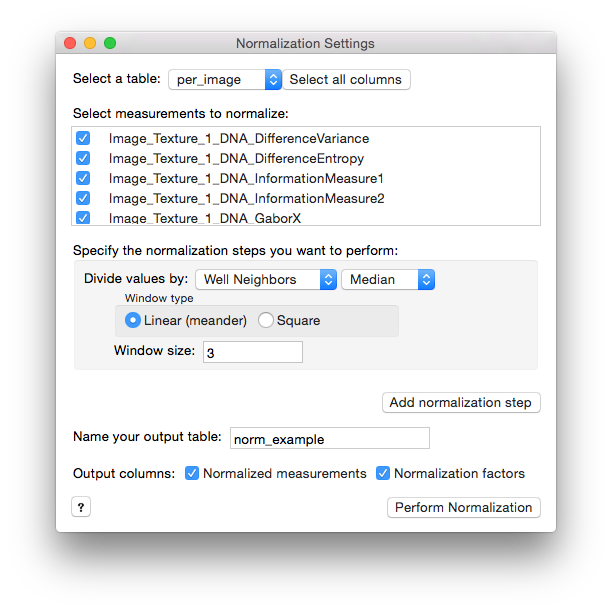 Normalization Settings
Select a table: per_image Select all columns
Select measurements to normalize:
Image_Texture_1_DNA_DifferenceVariance
Image_Texture_1_DNA_DifferenceEntropy
Image_Texture_1_DNA_InformationMeasure1
Image_Texture_1_DNA_InformationMeasure2
Image_Texture_1_DNA_GaborX
Specify the normalization steps you want to perform:
Divide values by: Well Neighbors Median
Window type
Linear (meander) Square
Window size: 3
Add normalization step
Name your output table: norm_example
Output columns: Normalized measurements Normalization factors
? Perform Normalization